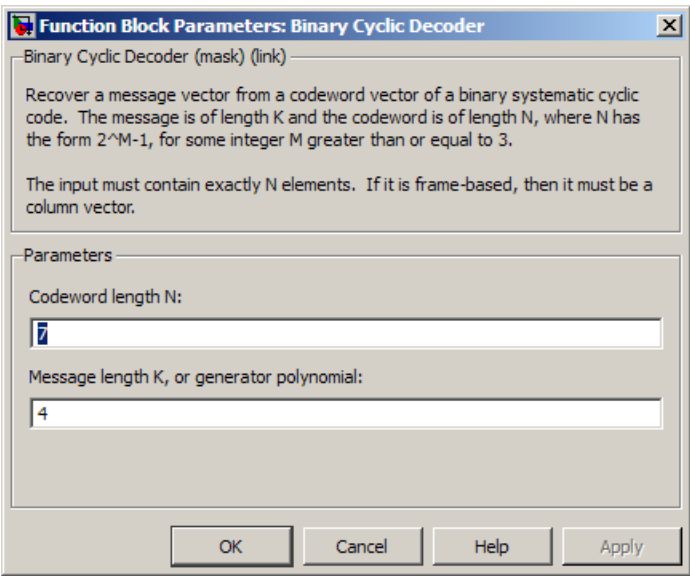 Function Block Parameters: Binary Cyclic Decoder
Binary Cyclic Decoder (mask) (link)
Recover a message vector from a codeword vector of a binary systematic cyclic
code.  The message is of length K and the codeword is of length N, where N has
the form 2^M-1, for some integer M greater than or equal to 3.
The input must contain exactly N elements.  If it is frame-based, then it must be a
column vector.
Parameters
Codeword length N:
7
Message length K, or generator polynomial:
4
OK Cancel Help Apply